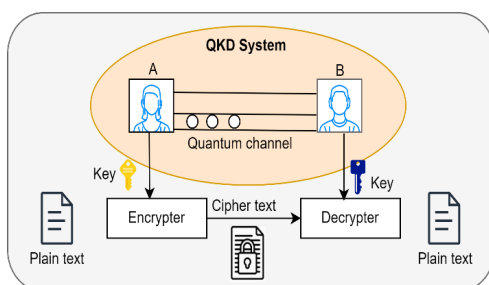 QKD System
A
B
Quantum channel
Key
Key
Encrypter
Cipher text
Decrypter
Plain text
Plain text